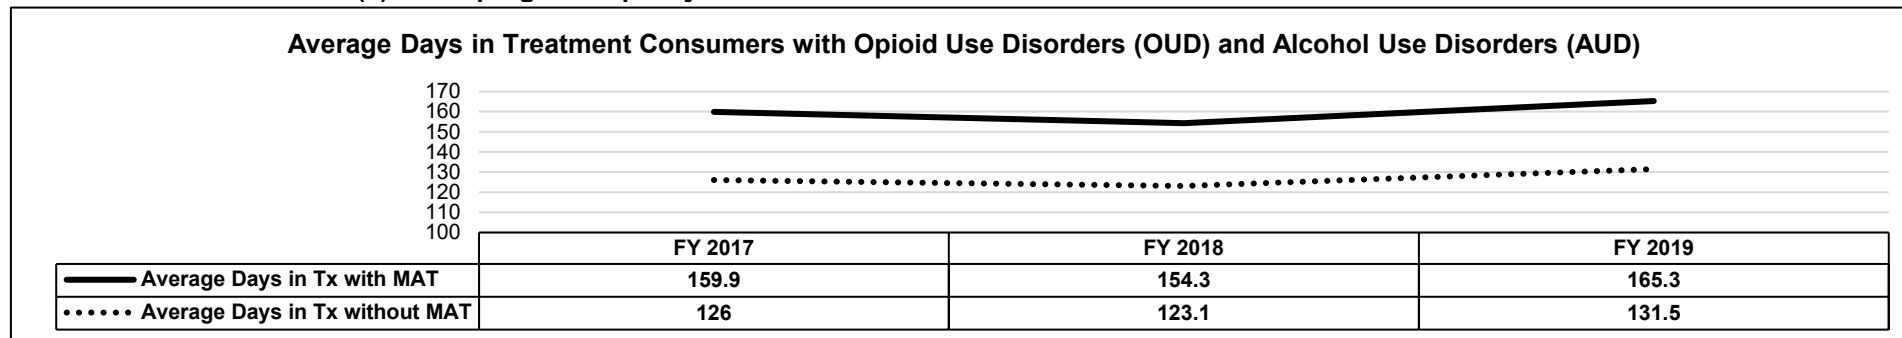 Average Days in Treatment Consumers with Opioid Use Disorders (OUD) and Alcohol Use Disorders (AUD)
170
160
150
140
130
120
110
100
FY 2017 FY 2018 FY 2019
Average Days in Tx with MAT 159.9 154.3 165.3
Average Days in Tx without MAT 126 123.1 131.5